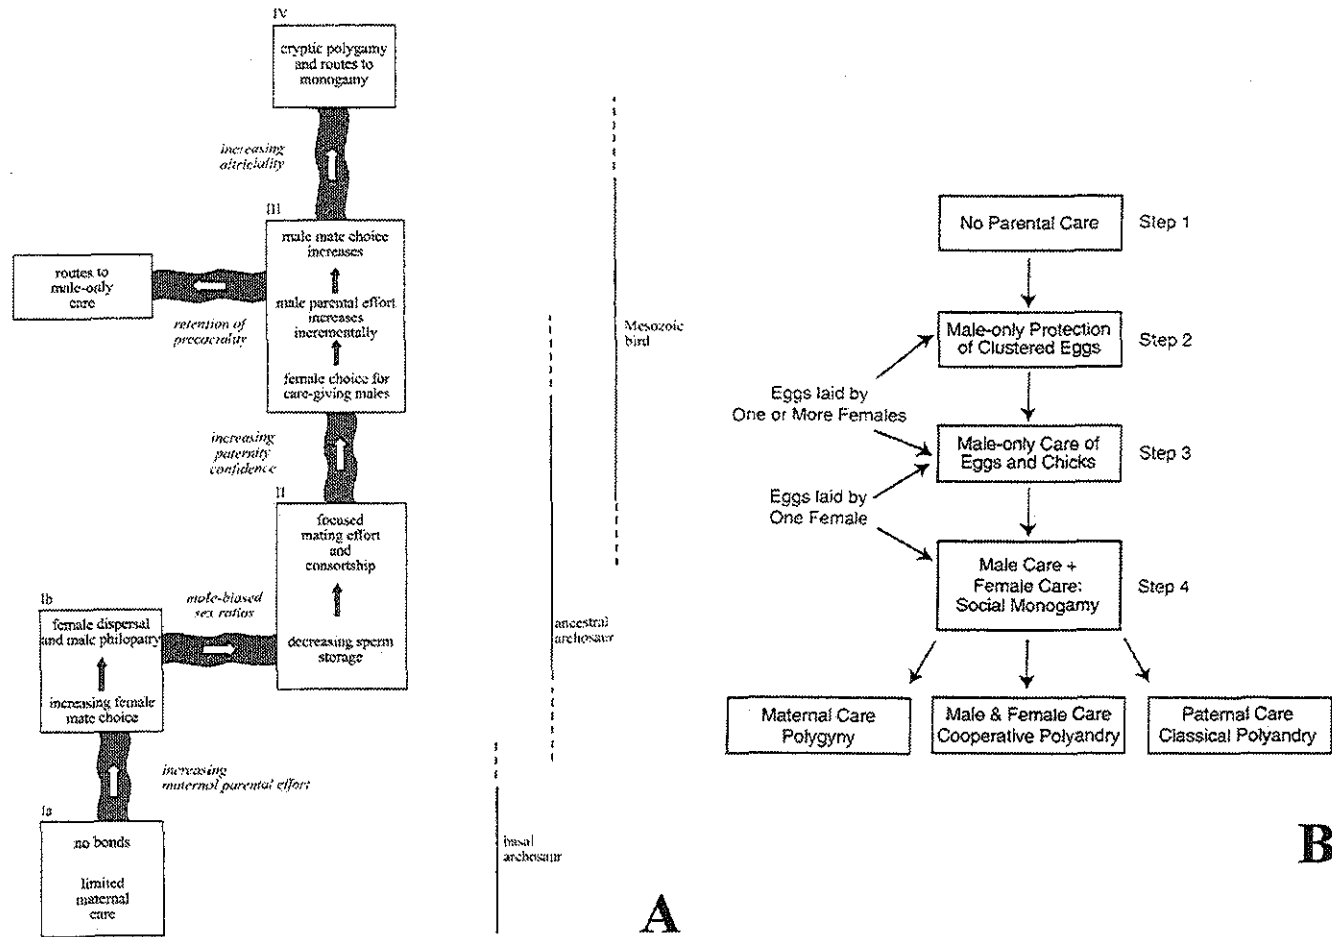 IV
cryptic polygamy
and routes to
monogamy
increasing
altriciality
III
male mate choice
increases
male parental effort
increases
incrementally
female choice for
care-giving males
routes to
male-only
care
retention of
precociality
increasing
paternity
confidence
II
focused
mating effort
and
consortship
decreasing sperm
storage
male-biased
sex ratios
Ib
female dispersal
and male philopatry
increasing female
mate choice
increasing
maternal parental effort
Ia
no bonds
limited
maternal
care
Mesozoic
bird
ancestral
archosaur
basal
archosaur
A
No Parental Care
Step 1
Male-only Protection
of Clustered Eggs
Step 2
Eggs laid by
One or More Females
Male-only Care of
Eggs and Chicks
Step 3
Eggs laid by
One Female
Male Care +
Female Care:
Social Monogamy
Step 4
Maternal Care
Polygyny
Male & Female Care
Cooperative Polyandry
Paternal Care
Classical Polyandry
B